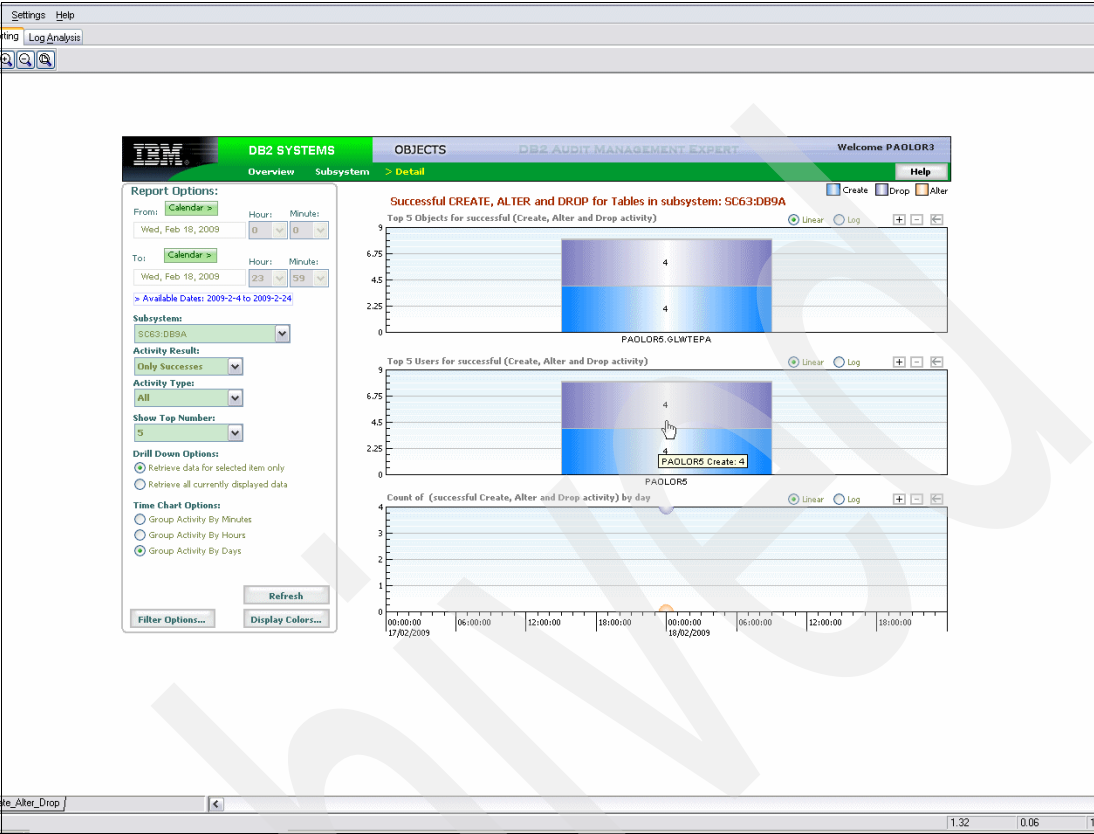 Settings Help
rting Log Analysis
IBM.
DB2 SYSTEMS OBJECTS DB2 AUDIT MANAGEMENT EXPERT Welcome PAOLOR3
Overview Subsystem > Detail Help
Create Drop Alter
Report Options:
From: Calendar > Hour: Minute:
Wed, Feb 18, 2009 0 0
To: Calendar > Hour: Minute:
Wed, Feb 18, 2009 23 59
> Available Dates: 2009-2-4 to 2009-2-24
Subsystem:
SC63:DB9A
Activity Result:
Only Successes
Activity Type:
All
Show Top Number:
5
Drill Down Options:
Retrieve data for selected item only
Retrieve all currently displayed data
Time Chart Options:
Group Activity By Minutes
Group Activity By Hours
Group Activity By Days
Refresh
Filter Options... Display Colors...
Successful CREATE, ALTER and DROP for Tables in subsystem: SC63:DB9A
Top 5 Objects for successful (Create, Alter and Drop activity) Linear Log
9
6.75
4.5
2.25
0
4
4
PAOLOR5.GLWTEPA
Top 5 Users for successful (Create, Alter and Drop activity) Linear Log
9
6.75
4.5
2.25
0
4
4
PAOLOR5 Create: 4
PAOLOR5
Count of (successful Create, Alter and Drop activity) by day Linear Log
4
3
2
1
0
00:00:00 06:00:00 12:00:00 18:00:00 00:00:00 06:00:00 12:00:00 18:00:00
17/02/2009 18/02/2009
ate_Alter_Drop
1.32 0.06 1
hived